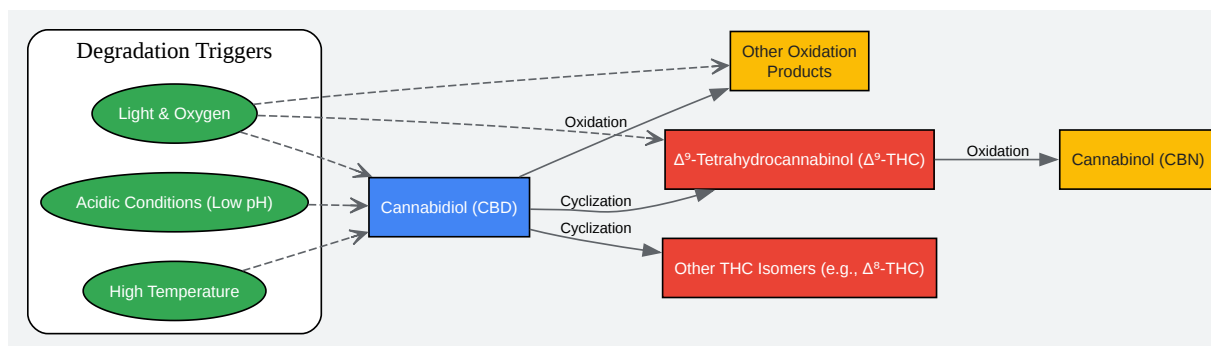 Degradation Triggers
Light & Oxygen
Acidic Conditions (Low pH)
High Temperature
Cannabidiol (CBD)
Oxidation
Cyclization
Cyclization
Other Oxidation
Products
Δ⁹-Tetrahydrocannabinol (Δ⁹-THC)
Other THC Isomers (e.g., Δ⁸-THC)
Oxidation
Cannabinol (CBN)